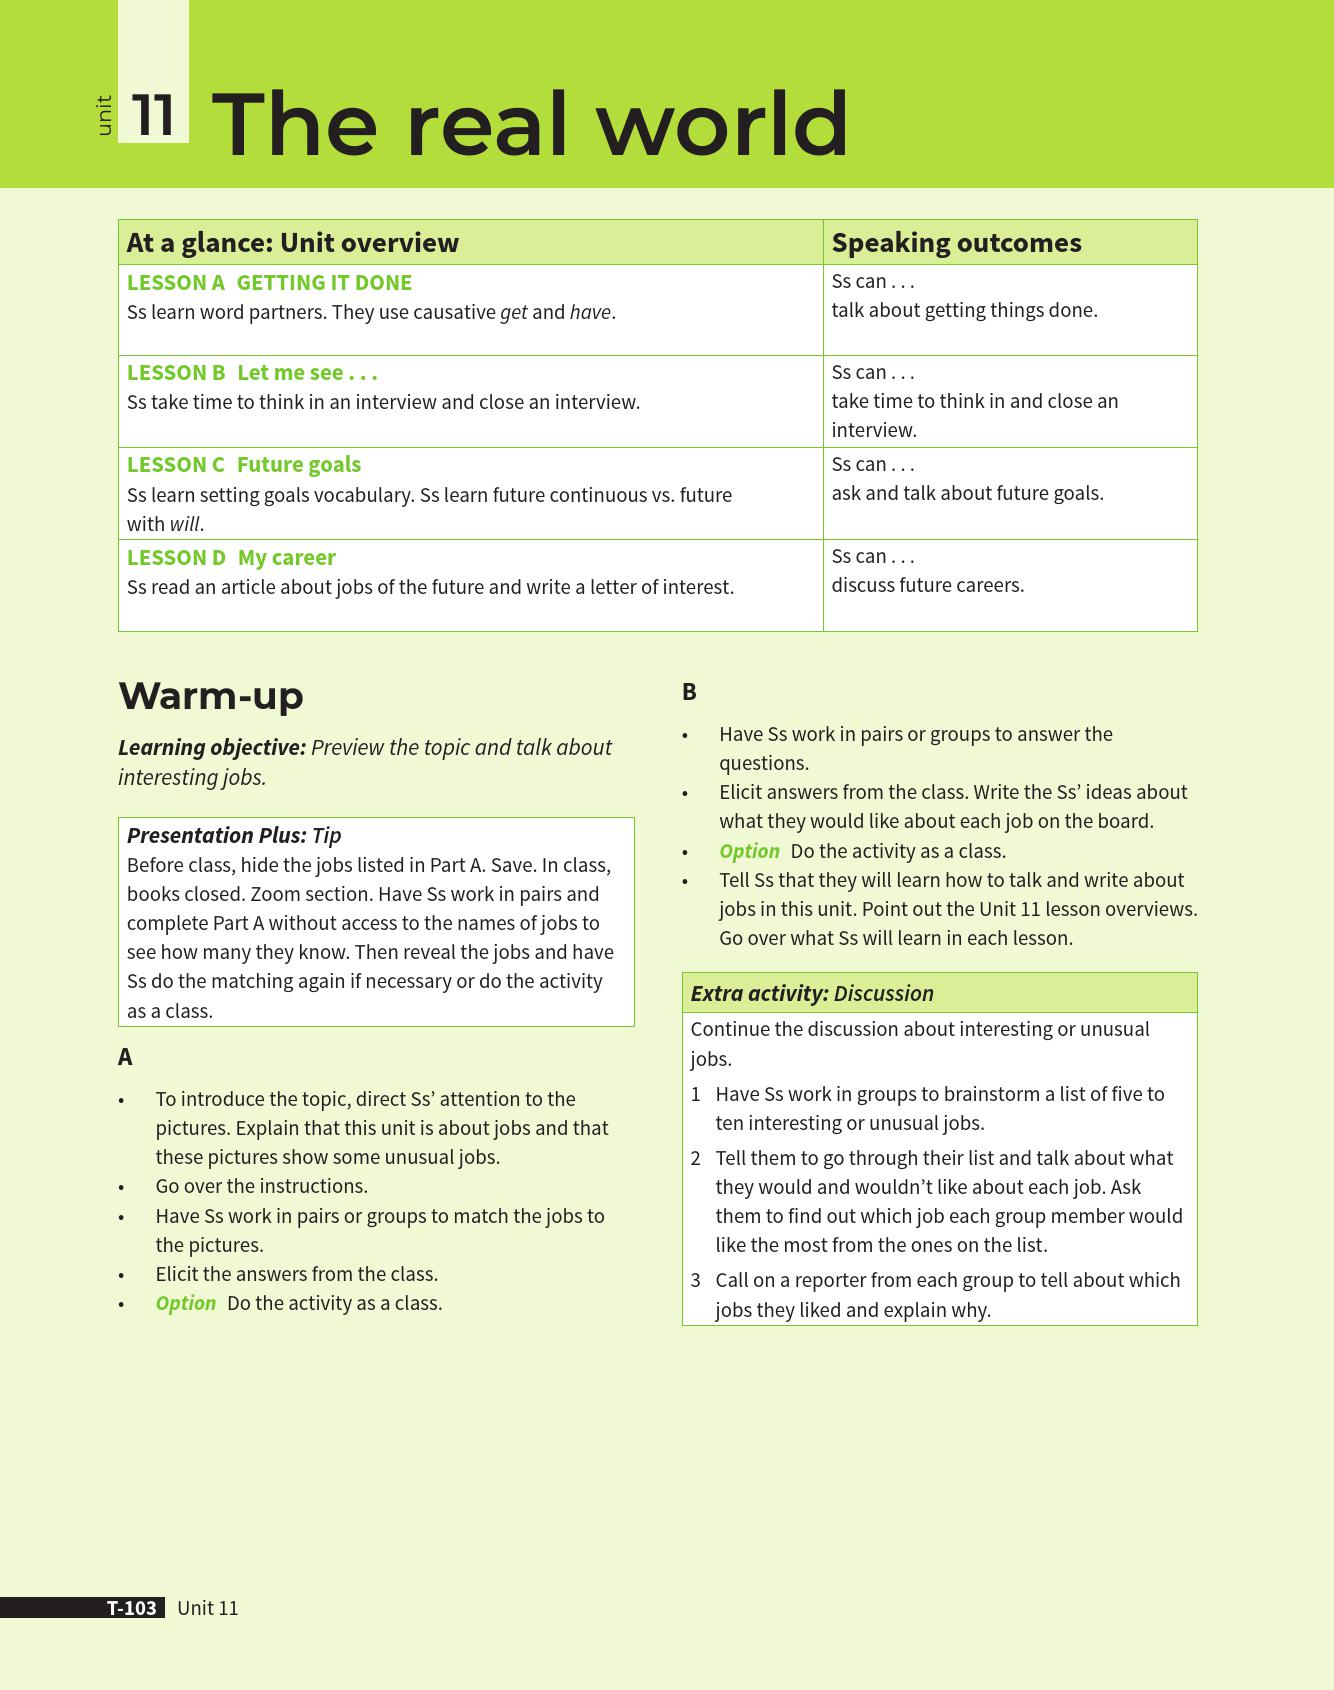 unit
11
The real world
At a glance: Unit overview
Speaking outcomes
LESSON A GETTING IT DONE
Ss learn word partners. They use causative get and have.
Ss can . . .
talk about getting things done.
LESSON B Let me see . . .
Ss take time to think in an interview and close an interview.
Ss can . . .
take time to think in and close an
interview.
LESSON C Future goals
Ss learn setting goals vocabulary. Ss learn future continuous vs. future
with will.
Ss can . . .
ask and talk about future goals.
LESSON D My career
Ss read an article about jobs of the future and write a letter of interest.
Ss can . . .
discuss future careers.
Warm-up
Learning objective: Preview the topic and talk about
interesting jobs.
Presentation Plus: Tip
Before class, hide the jobs listed in Part A. Save. In class,
books closed. Zoom section. Have Ss work in pairs and
complete Part A without access to the names of jobs to
see how many they know. Then reveal the jobs and have
Ss do the matching again if necessary or do the activity
as a class.
A
• To introduce the topic, direct Ss’ attention to the
pictures. Explain that this unit is about jobs and that
these pictures show some unusual jobs.
• Go over the instructions.
• Have Ss work in pairs or groups to match the jobs to
the pictures.
• Elicit the answers from the class.
• Option Do the activity as a class.
B
• Have Ss work in pairs or groups to answer the
questions.
• Elicit answers from the class. Write the Ss’ ideas about
what they would like about each job on the board.
• Option Do the activity as a class.
• Tell Ss that they will learn how to talk and write about
jobs in this unit. Point out the Unit 11 lesson overviews.
Go over what Ss will learn in each lesson.
Extra activity: Discussion
Continue the discussion about interesting or unusual
jobs.
1 Have Ss work in groups to brainstorm a list of five to
ten interesting or unusual jobs.
2 Tell them to go through their list and talk about what
they would and wouldn’t like about each job. Ask
them to find out which job each group member would
like the most from the ones on the list.
3 Call on a reporter from each group to tell about which
jobs they liked and explain why.
T-103 Unit 11